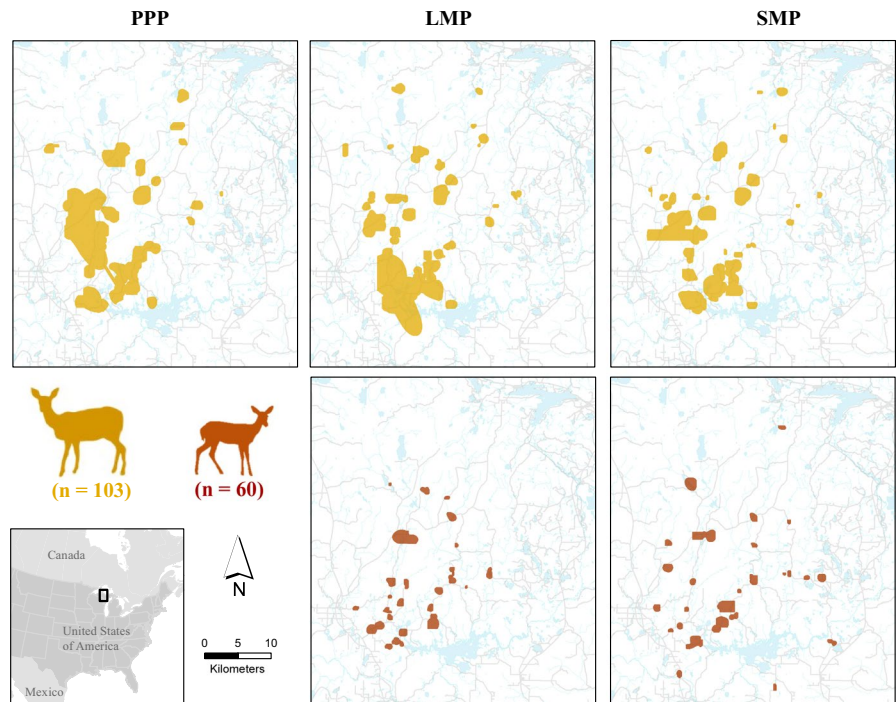 PPP LMP SMP
(n = 103) (n = 60)
Canada
United States
of America
Mexico
N
0 5 10
Kilometers